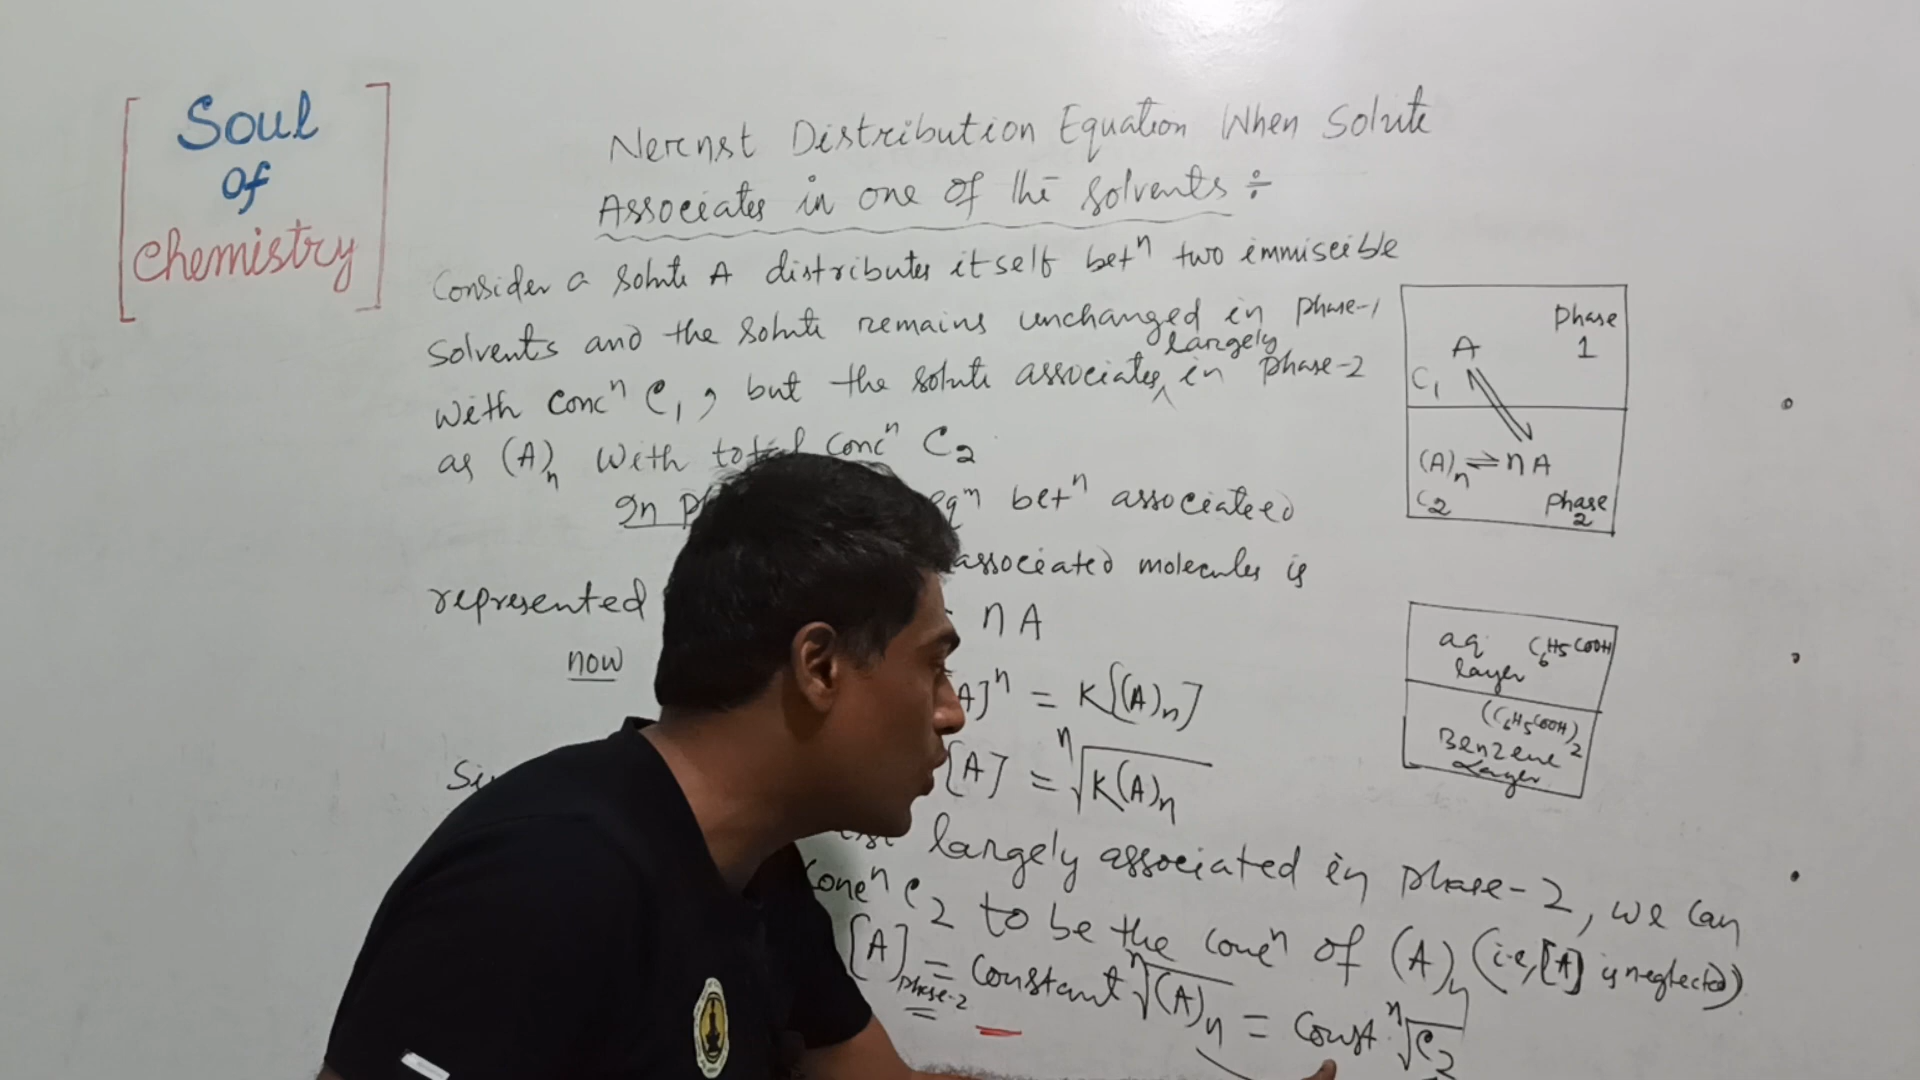 Soul
of
Chemistry
Nernst Distribution Equation When Solute
Associates in one of the solvents ÷
Consider a solute A distributes itself betⁿ two immiscible
solvents and the solute remains unchanged in phase-1
largely
with concⁿ C₁, but the solute associates ^ in phase-2
as (A)ₙ with total concⁿ C₂
In eqᵐ betⁿ associated
associated molecules is
represented n A
now A]ⁿ = K[(A)ₙ]
[A] = ⁿ√K(A)ₙ
largely associated in phase-2, we can
concⁿ C₂ to be the concⁿ of (A)ₙ (i.e, [A] is neglected)
[A]phase-2 = constant ⁿ√(A)ₙ = const ⁿ√C₂
Phase
1
A
C₁
(A)ₙ ⇌ n A
C₂ phase
2
aq C₆H₅COOH
layer
(C₆H₅COOH)₂
Benzene
Layer